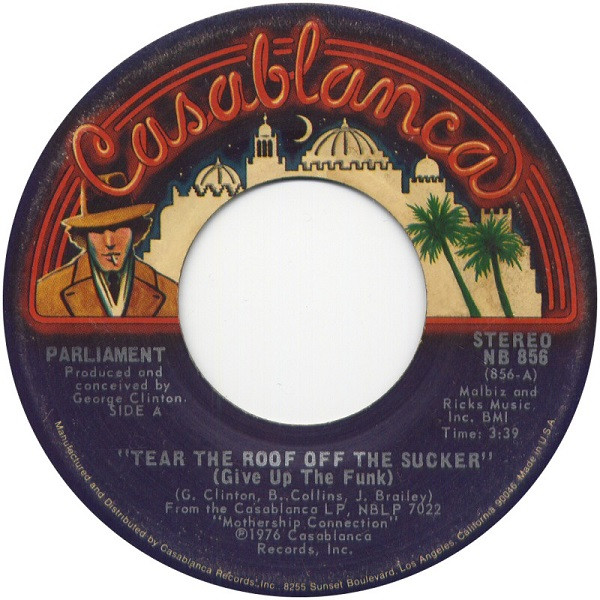 Casablanca
PARLIAMENT
Produced and
conceived by
George Clinton.
SIDE A
STEREO
NB 856
(856-A)
Malbiz and
Ricks Music,
Inc. BMI
Time: 3:39
"TEAR THE ROOF OFF THE SUCKER"
(Give Up The Funk)
(G. Clinton, B. Collins, J. Brailey)
From the Casablanca LP, NBLP 7022
"Mothership Connection"
Ⓟ1976 Casablanca
Records, Inc.
Manufactured and Distributed by Casablanca Records, Inc. 8255 Sunset Boulevard, Los Angeles, California 90046. Made in U.S.A.